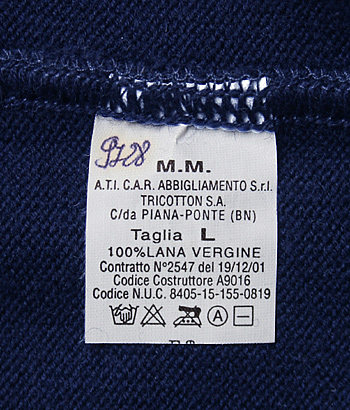 9728
M.M.
A.T.I. C.A.R. ABBIGLIAMENTO S.r.l.
TRICOTTON S.A.
C/da PIANA-PONTE (BN)
Taglia L
100%LANA VERGINE
Contratto N°2547 del 19/12/01
Codice Costruttore A9016
Codice N.U.C. 8405-15-155-0819
A